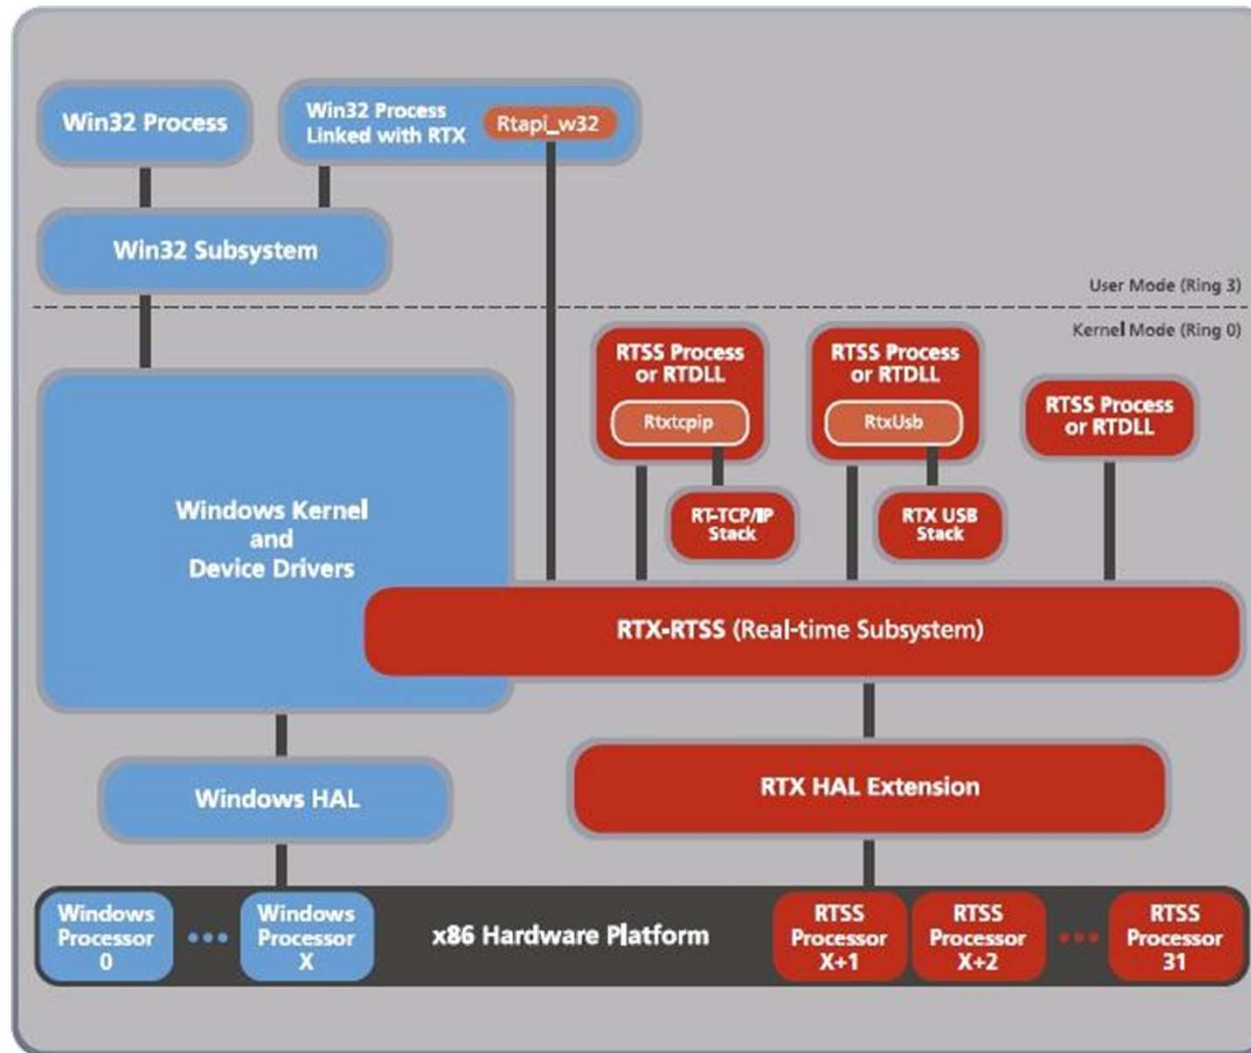 Win32 Process
Win32 Process
Linked with RTX
Rtapi_w32
Win32 Subsystem
User Mode (Ring 3)
Kernel Mode (Ring 0)
RTSS Process
or RTDLL
Rtxtcpip
RTSS Process
or RTDLL
RtxUsb
RTSS Process
or RTDLL
RT-TCP/IP
Stack
RTX USB
Stack
Windows Kernel
and
Device Drivers
RTX-RTSS (Real-time Subsystem)
Windows HAL
RTX HAL Extension
Windows
Processor
0
Windows
Processor
X
x86 Hardware Platform
RTSS
Processor
X+1
RTSS
Processor
X+2
RTSS
Processor
31